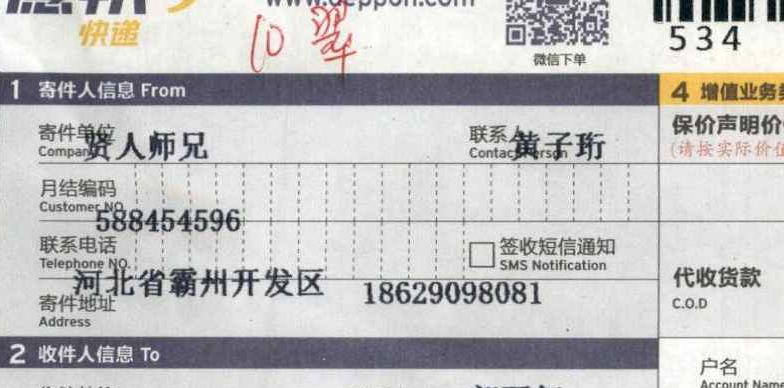 快递
www.deppon.com
10 翠
微信下单
534
1 寄件人信息 From
4 增值业务
寄件单位 贤人师兄 联系人 黄子珩
Company Contact Person
保价声明价
(请按实际价值
月结编码
Customer NO.
588454596
联系电话 签收短信通知
Telephone NO. SMS Notification
河北省霸州开发区 18629098081
代收货款
C.O.D
寄件地址
Address
2 收件人信息 To
户名
Account Name